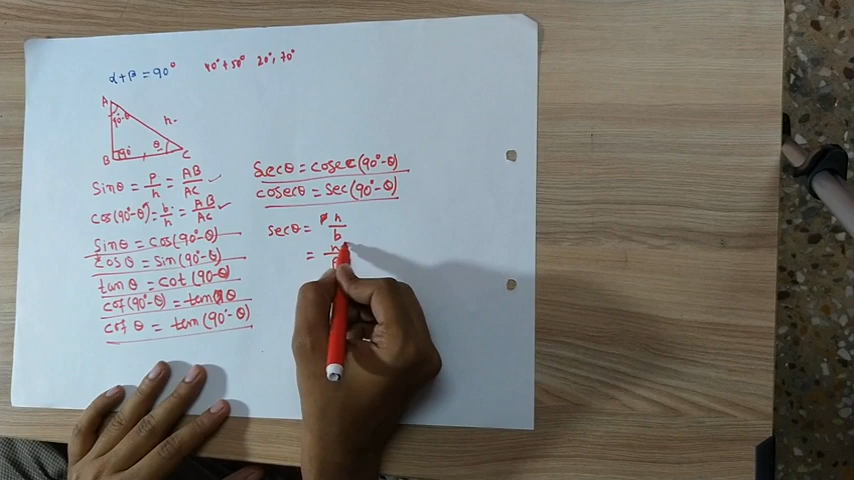 α+β = 90°
40°+50° 20°, 70°
A
90°-θ
h
B 90° θ C
Sinθ = p/h = AB/AC ✓
cos(90°-θ) = b/h = AB/AC ✓
Sinθ = cos(90°-θ)
cosθ = sin(90°-θ)
tanθ = cot(90-θ)
cot(90°-θ) = tanθ
cotθ = tan(90°-θ)
Secθ = cosec(90°-θ)
cosecθ = sec(90°-θ)
secθ = h/b
= h